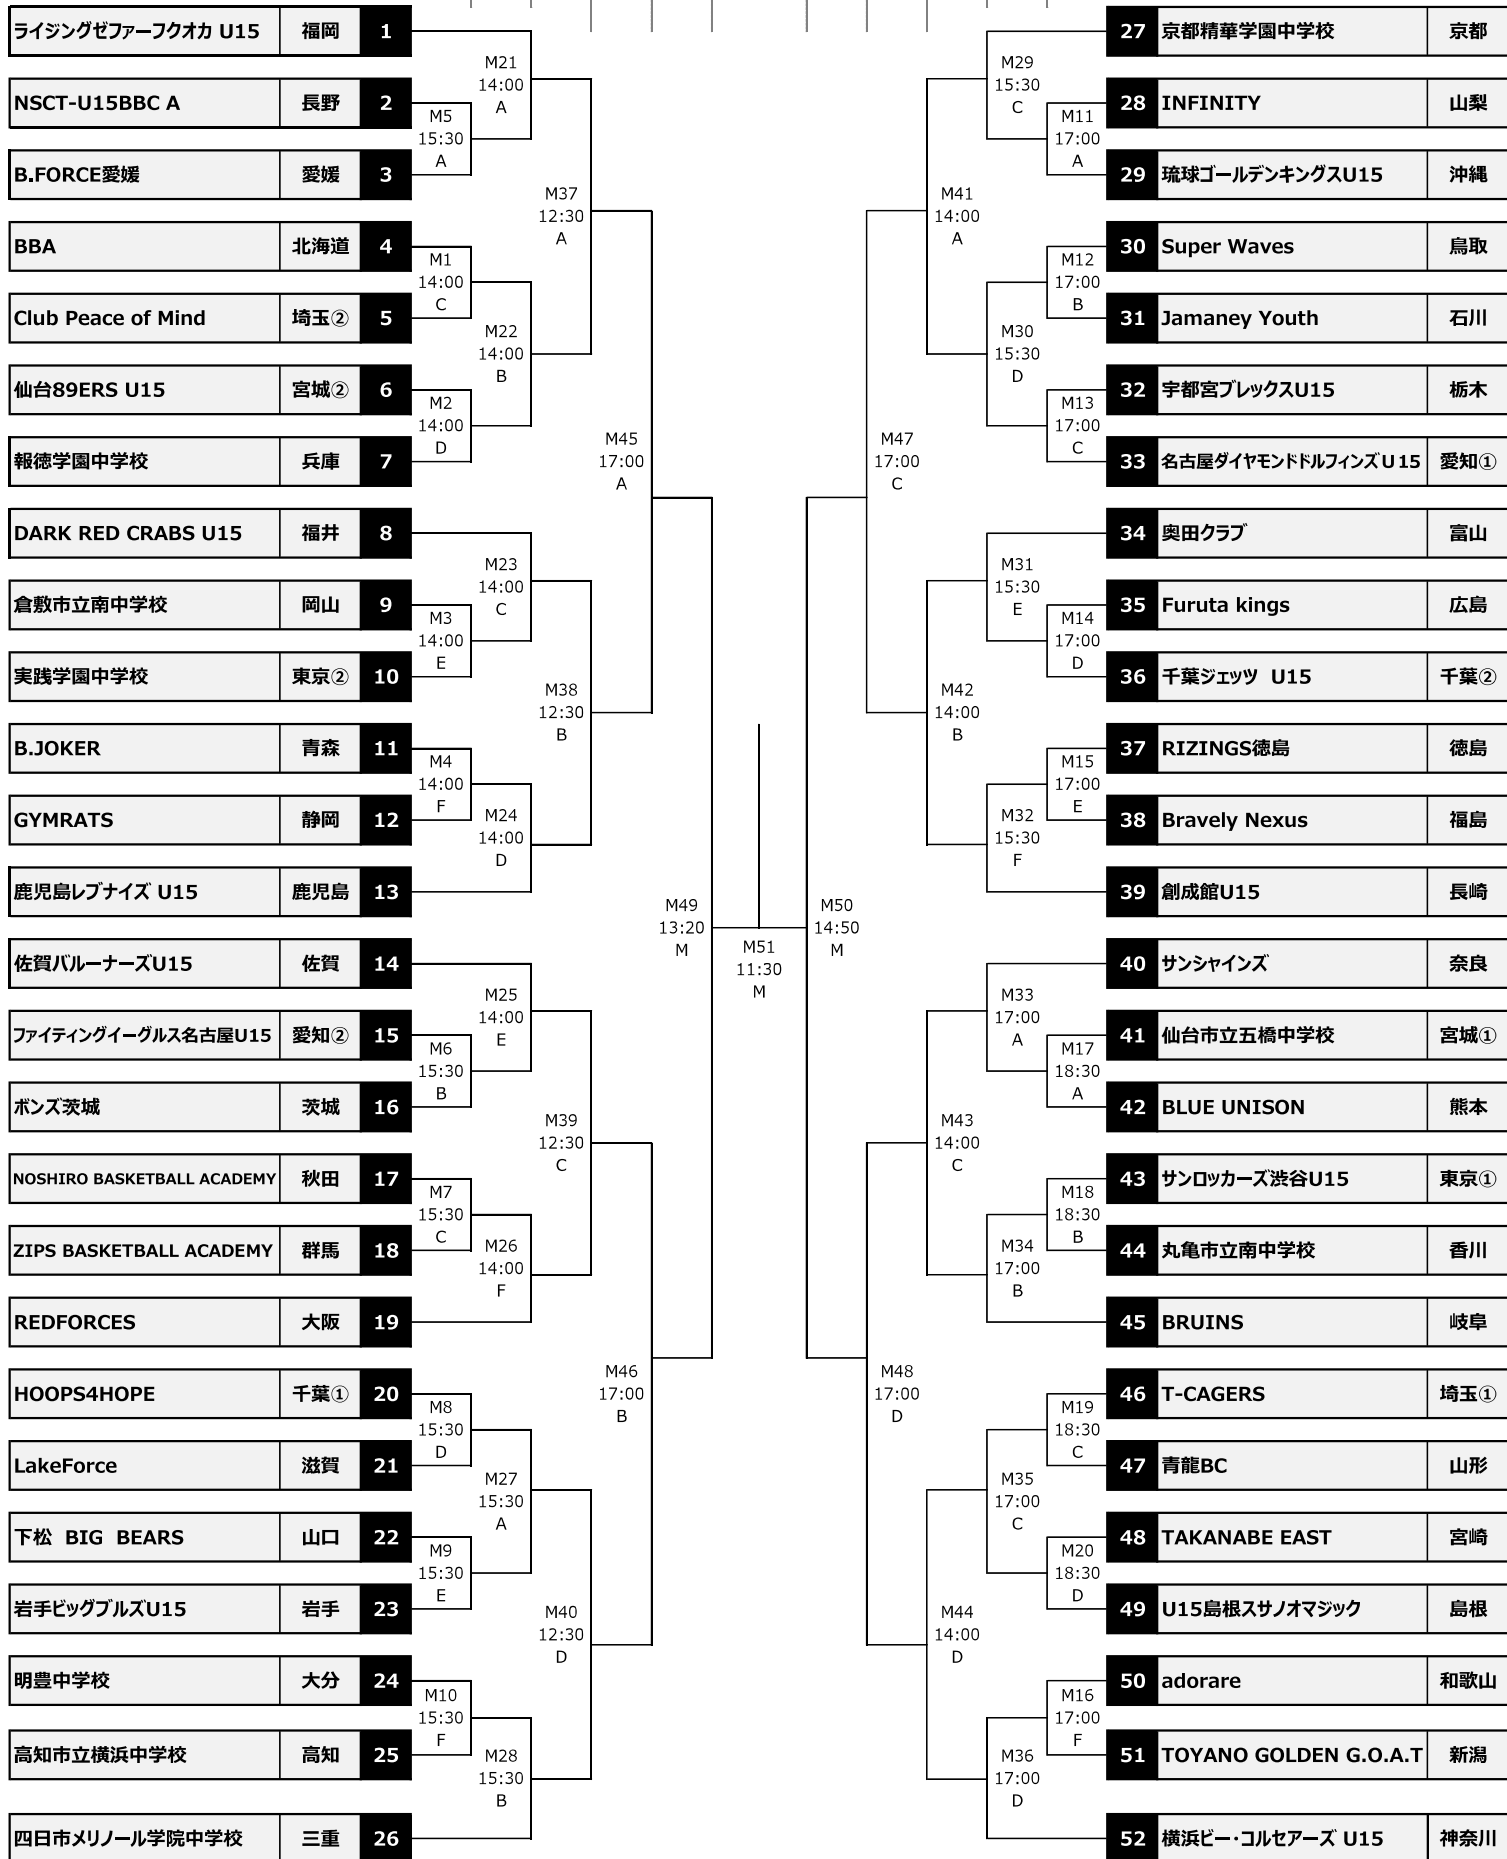 ライジングゼファーフクオカ U15 福岡 1
NSCT-U15BBC A 長野 2
B.FORCE愛媛 愛媛 3
BBA 北海道 4
Club Peace of Mind 埼玉② 5
仙台89ERS U15 宮城② 6
報徳学園中学校 兵庫 7
DARK RED CRABS U15 福井 8
倉敷市立南中学校 岡山 9
実践学園中学校 東京② 10
B.JOKER 青森 11
GYMRATS 静岡 12
鹿児島レブナイズ U15 鹿児島 13
佐賀バルーナーズU15 佐賀 14
ファイティングイーグルス名古屋U15 愛知② 15
ボンズ茨城 茨城 16
NOSHIRO BASKETBALL ACADEMY 秋田 17
ZIPS BASKETBALL ACADEMY 群馬 18
REDFORCES 大阪 19
HOOPS4HOPE 千葉① 20
LakeForce 滋賀 21
下松 BIG BEARS 山口 22
岩手ビッグブルズU15 岩手 23
明豊中学校 大分 24
高知市立横浜中学校 高知 25
四日市メリノール学院中学校 三重 26
M5
15:30
A
M1
14:00
C
M2
14:00
D
M3
14:00
E
M4
14:00
F
M6
15:30
B
M7
15:30
C
M8
15:30
D
M9
15:30
E
M10
15:30
F
M21
14:00
A
M22
14:00
B
M23
14:00
C
M24
14:00
D
M25
14:00
E
M26
14:00
F
M27
15:30
A
M28
15:30
B
M37
12:30
A
M38
12:30
B
M39
12:30
C
M40
12:30
D
M45
17:00
A
M46
17:00
B
M49
13:20
M
M51
11:30
M
M50
14:50
M
M47
17:00
C
M48
17:00
D
M41
14:00
A
M42
14:00
B
M43
14:00
C
M44
14:00
D
M29
15:30
C
M30
15:30
D
M31
15:30
E
M32
15:30
F
M33
17:00
A
M34
17:00
B
M35
17:00
C
M36
17:00
D
M11
17:00
A
M12
17:00
B
M13
17:00
C
M14
17:00
D
M15
17:00
E
M17
18:30
A
M18
18:30
B
M19
18:30
C
M20
18:30
D
M16
17:00
F
27 京都精華学園中学校 京都
28 INFINITY 山梨
29 琉球ゴールデンキングスU15 沖縄
30 Super Waves 鳥取
31 Jamaney Youth 石川
32 宇都宮ブレックスU15 栃木
33 名古屋ダイヤモンドドルフィンズU15 愛知①
34 奥田クラブ 富山
35 Furuta kings 広島
36 千葉ジェッツ U15 千葉②
37 RIZINGS徳島 徳島
38 Bravely Nexus 福島
39 創成館U15 長崎
40 サンシャインズ 奈良
41 仙台市立五橋中学校 宮城①
42 BLUE UNISON 熊本
43 サンロッカーズ渋谷U15 東京①
44 丸亀市立南中学校 香川
45 BRUINS 岐阜
46 T-CAGERS 埼玉①
47 青龍BC 山形
48 TAKANABE EAST 宮崎
49 U15島根スサノオマジック 島根
50 adorare 和歌山
51 TOYANO GOLDEN G.O.A.T 新潟
52 横浜ビー・コルセアーズ U15 神奈川